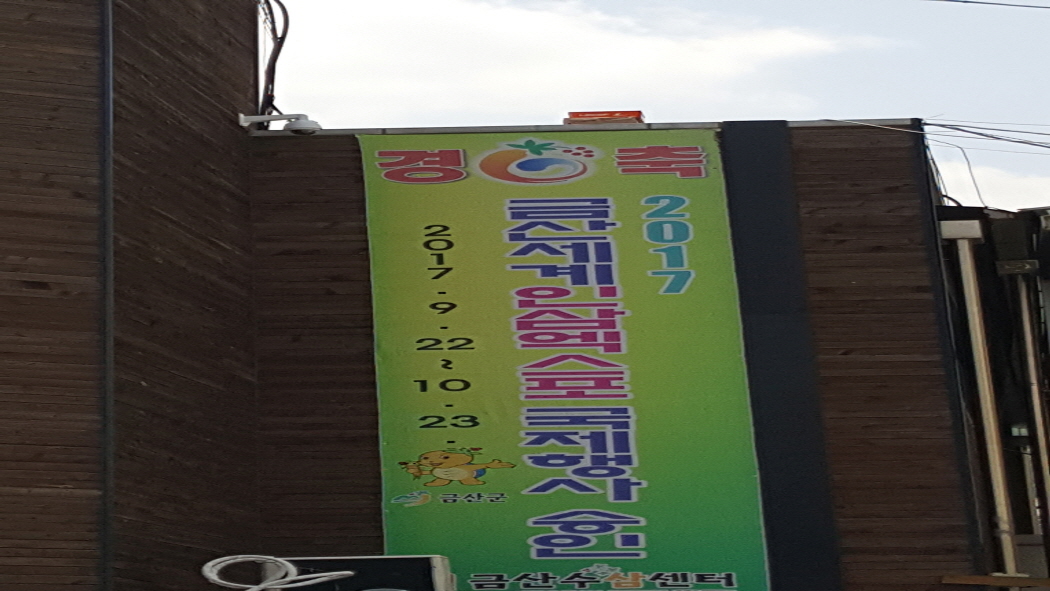 경 축
2017
금산세계인삼엑스포 국제행사 승인
2017.9.22~10.23.
금산군
금산수삼센터